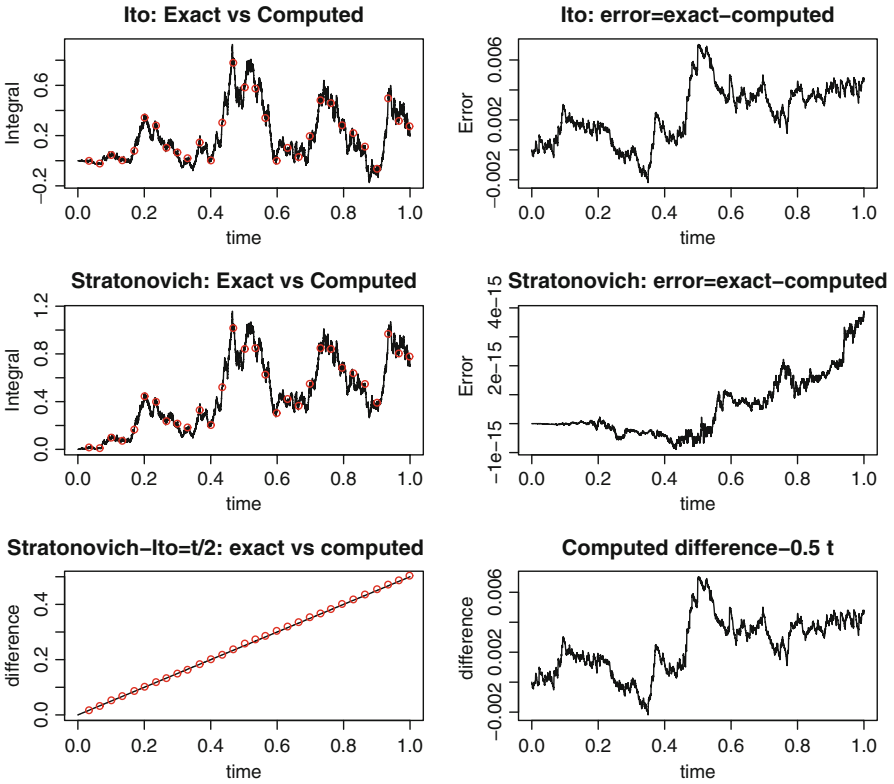 Ito: Exact vs Computed
Integral
0.6
0.2
−0.2
0.0 0.2 0.4 0.6 0.8 1.0
time
Ito: error=exact−computed
Error
0.006
0.002
−0.002
0.0 0.2 0.4 0.6 0.8 1.0
time
Stratonovich: Exact vs Computed
Integral
1.2
0.8
0.4
0.0
0.0 0.2 0.4 0.6 0.8 1.0
time
Stratonovich: error=exact−computed
Error
4e−15
2e−15
−1e−15
0.0 0.2 0.4 0.6 0.8 1.0
time
Stratonovich−Ito=t/2: exact vs computed
difference
0.4
0.2
0.0
0.0 0.2 0.4 0.6 0.8 1.0
time
Computed difference−0.5 t
difference
0.006
0.002
−0.002
0.0 0.2 0.4 0.6 0.8 1.0
time